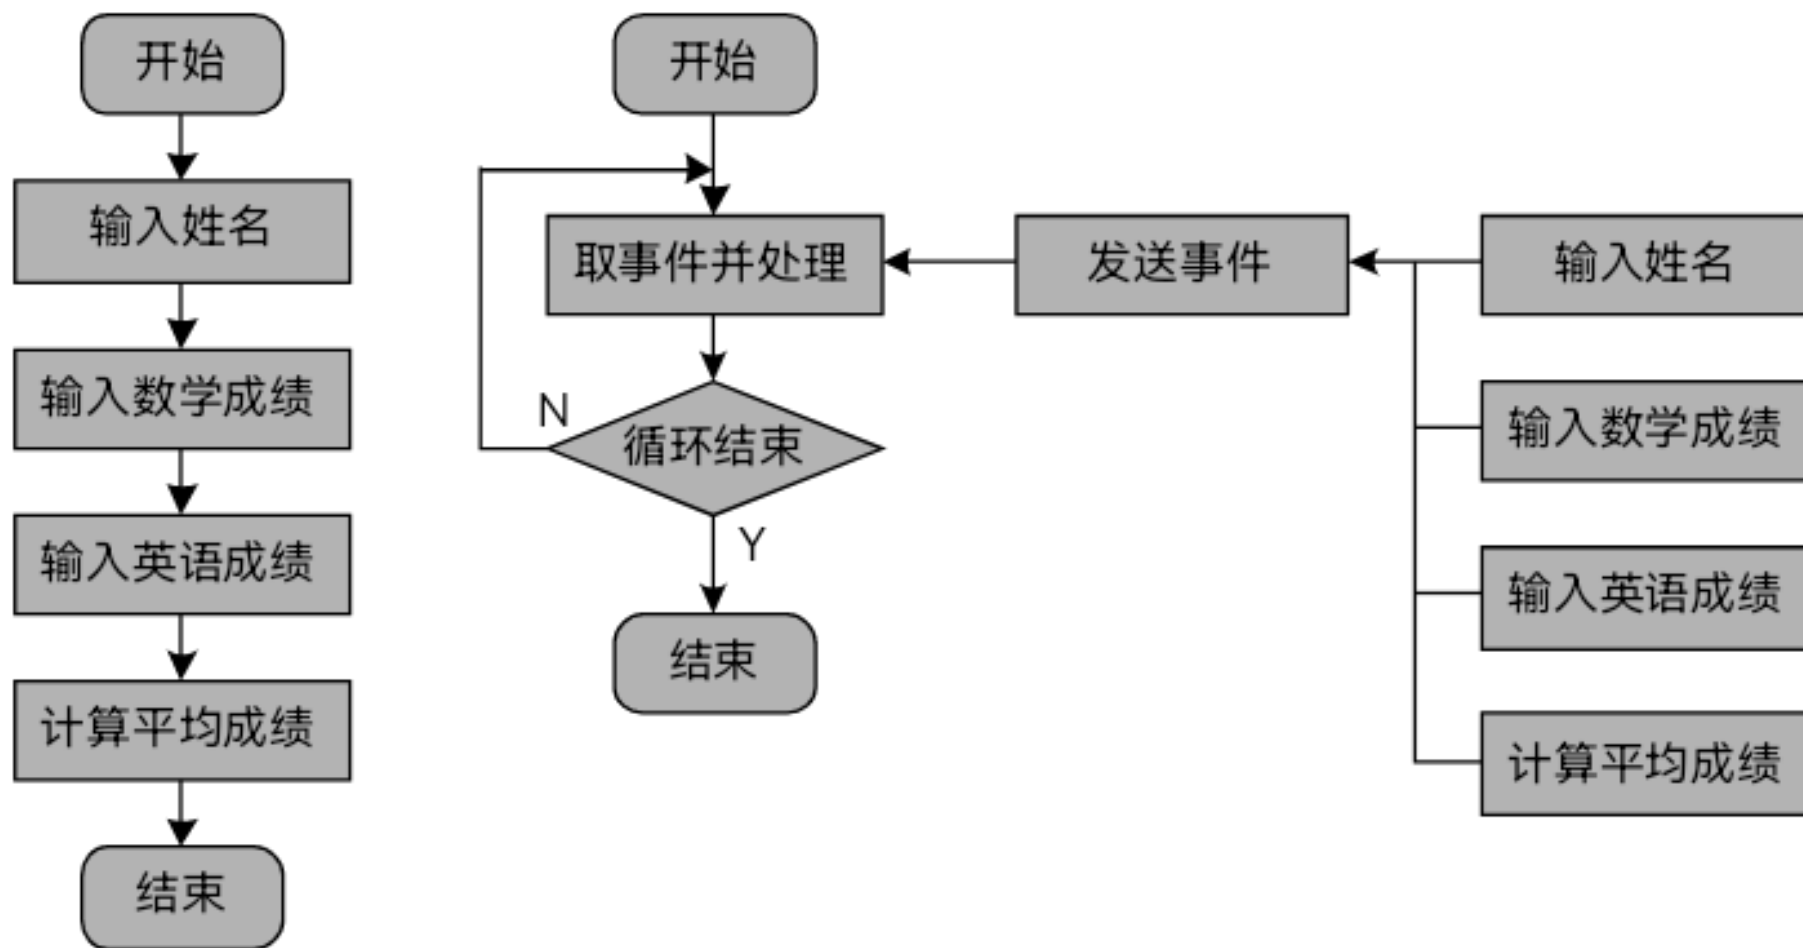 开始
输入姓名
输入数学成绩
输入英语成绩
计算平均成绩
结束
开始
取事件并处理
循环结束
N
Y
结束
发送事件
输入姓名
输入数学成绩
输入英语成绩
计算平均成绩